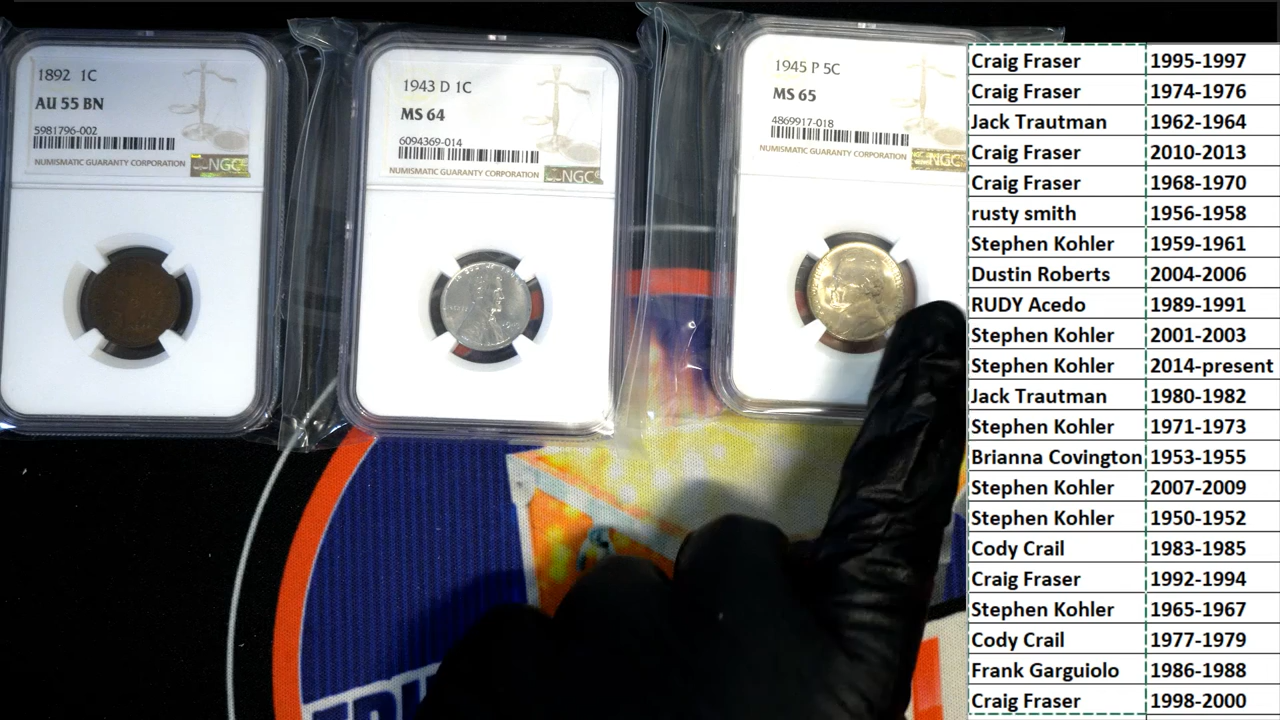 1892 1C
AU 55 BN
5981796-002
NUMISMATIC GUARANTY CORPORATION
NGC
1943 D 1C
MS 64
6094369-014
NUMISMATIC GUARANTY CORPORATION
NGC
1945 P 5C
MS 65
4869917-018
NUMISMATIC GUARANTY CORPORATION
NGC
Craig Fraser 1995-1997
Craig Fraser 1974-1976
Jack Trautman 1962-1964
Craig Fraser 2010-2013
Craig Fraser 1968-1970
rusty smith 1956-1958
Stephen Kohler 1959-1961
Dustin Roberts 2004-2006
RUDY Acedo 1989-1991
Stephen Kohler 2001-2003
Stephen Kohler 2014-present
Jack Trautman 1980-1982
Stephen Kohler 1971-1973
Brianna Covington 1953-1955
Stephen Kohler 2007-2009
Stephen Kohler 1950-1952
Cody Crail 1983-1985
Craig Fraser 1992-1994
Stephen Kohler 1965-1967
Cody Crail 1977-1979
Frank Garguiolo 1986-1988
Craig Fraser 1998-2000